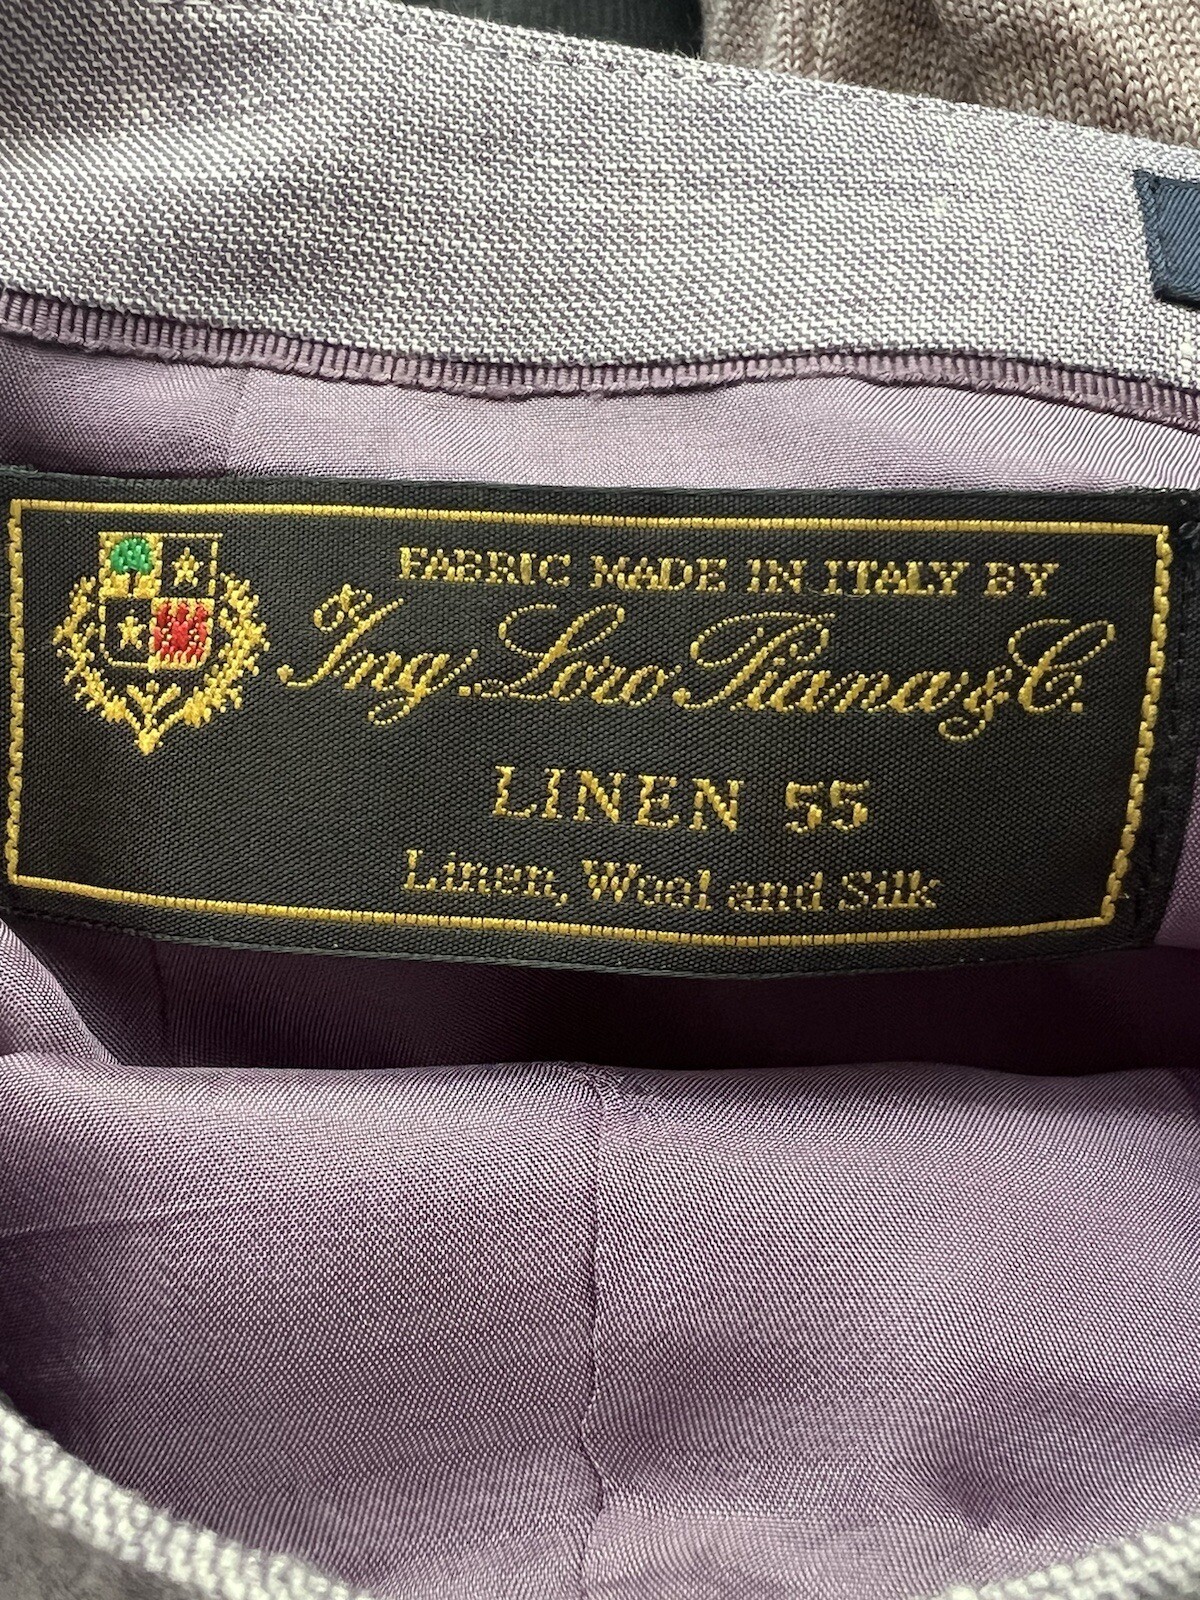 FABRIC MADE IN ITALY BY
Ing. Loro Piana & C.
LINEN 55
Linen, Wool and Silk